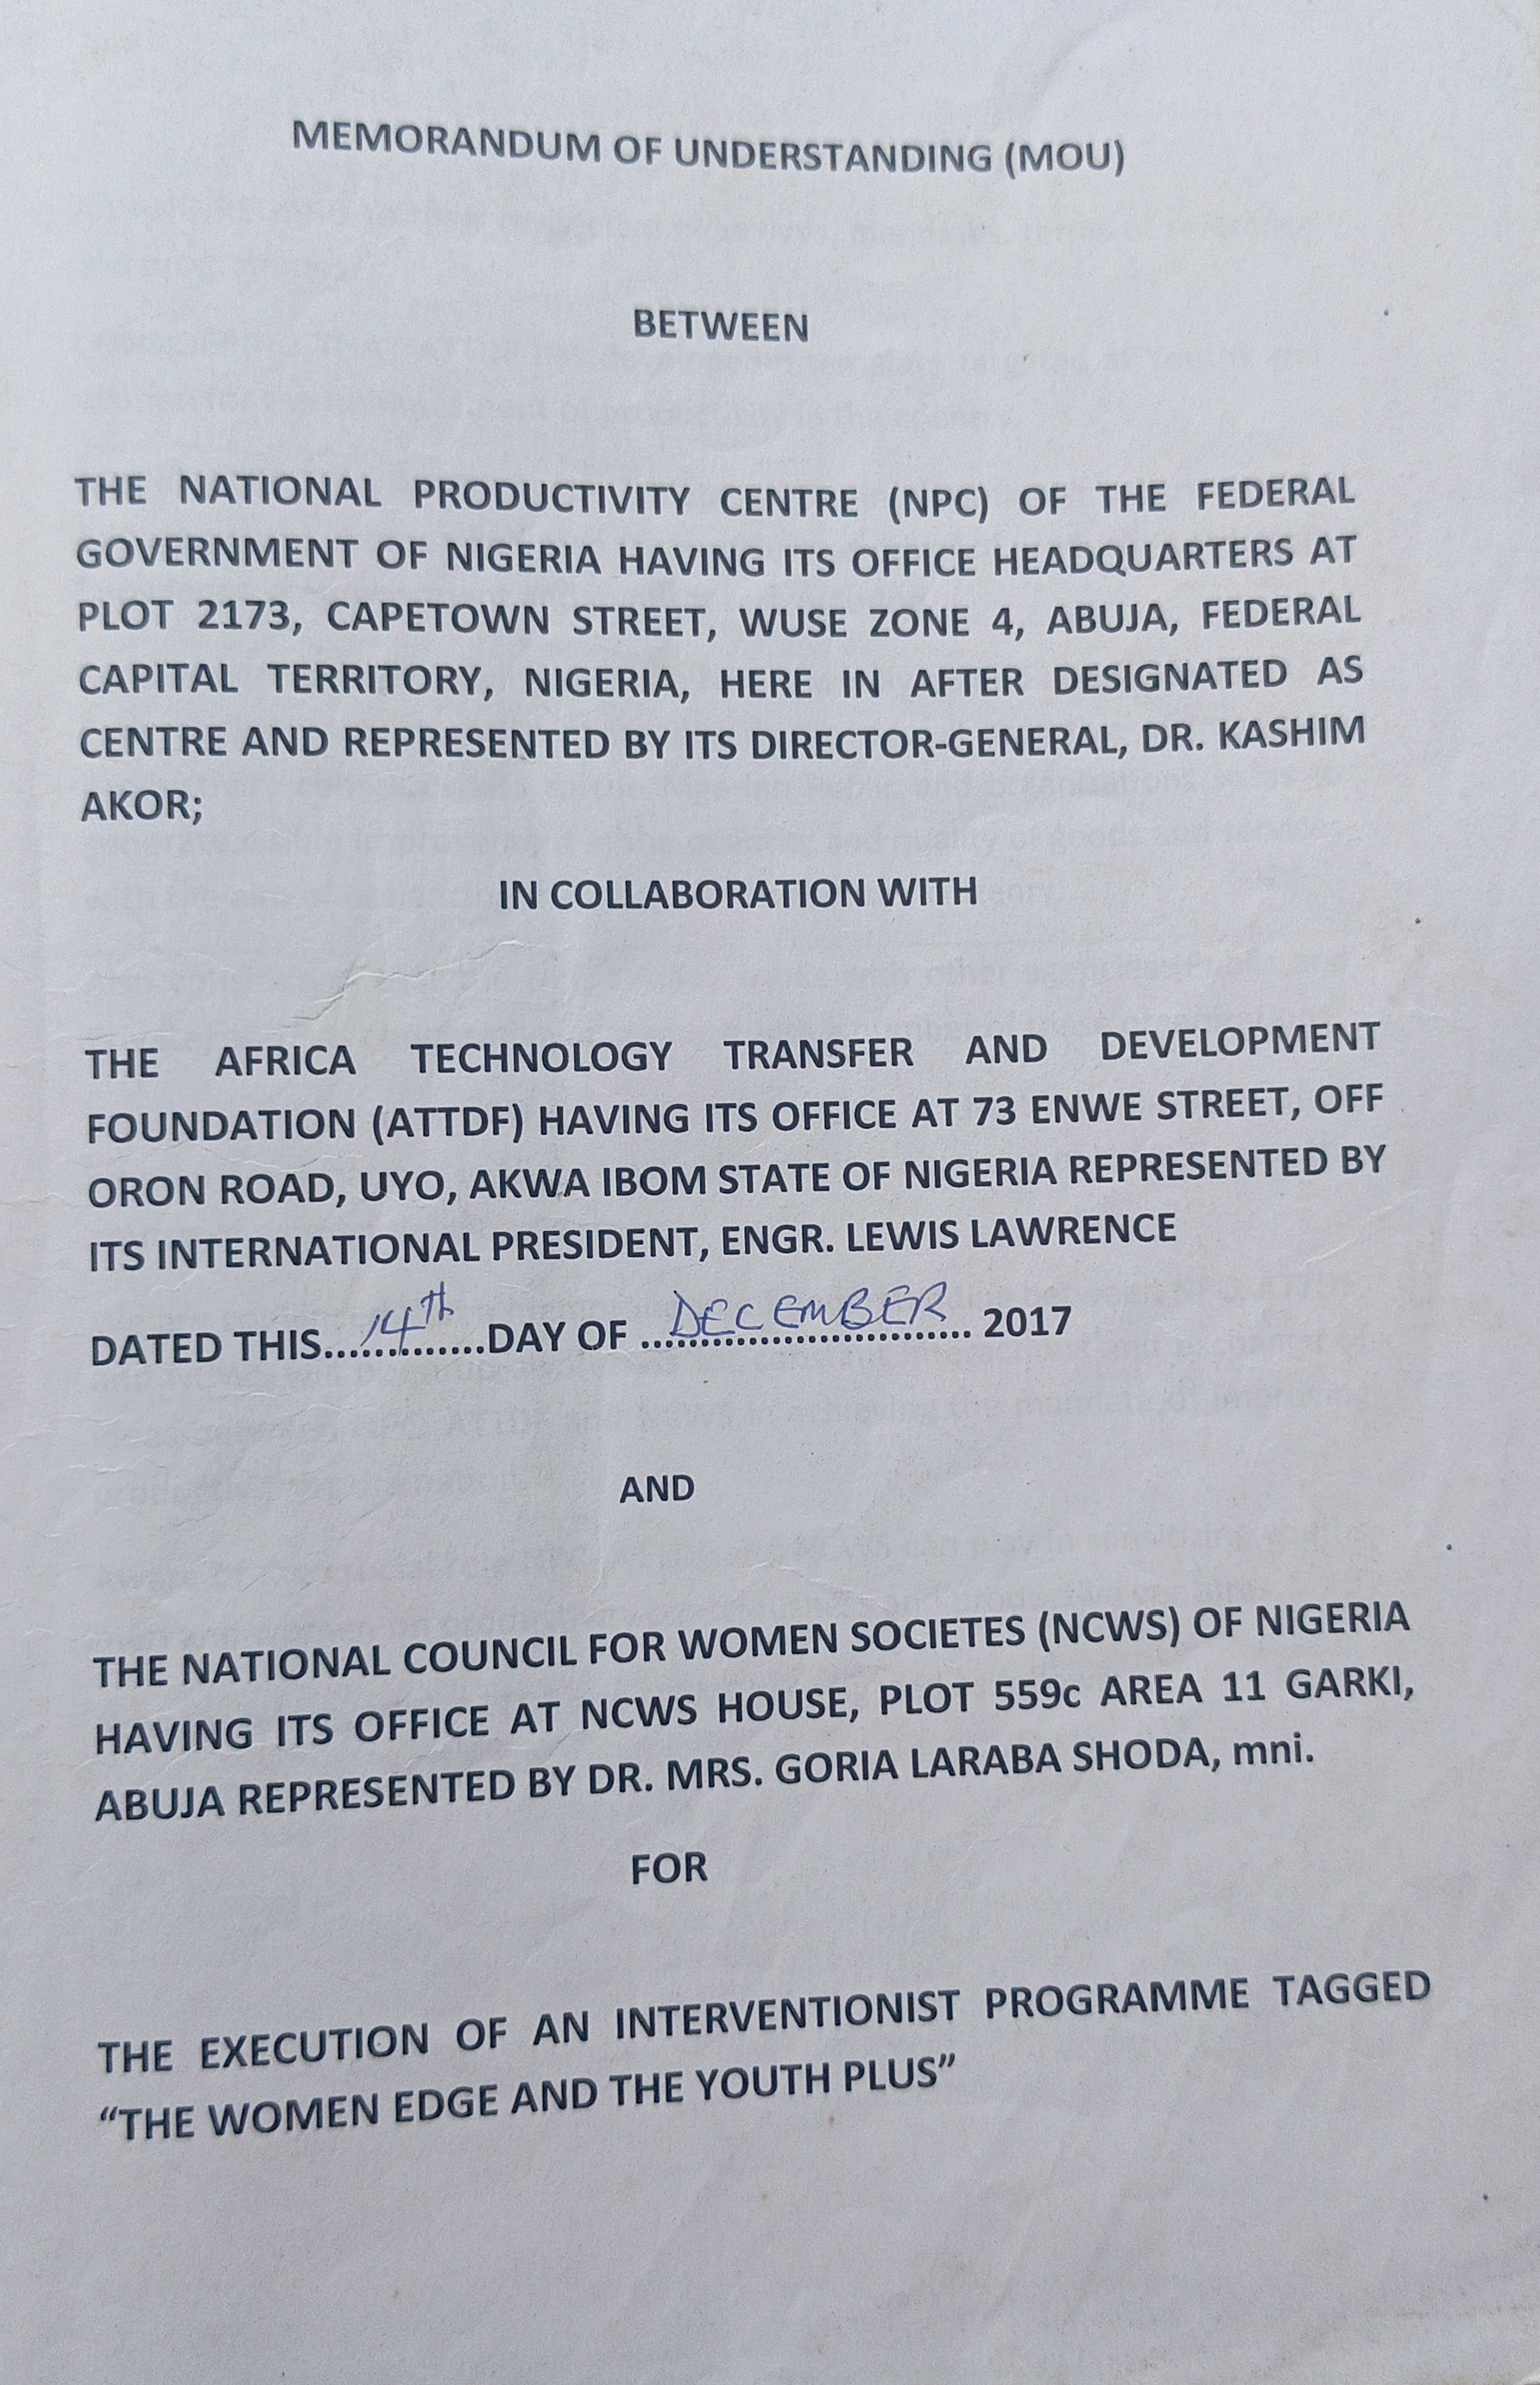 MEMORANDUM OF UNDERSTANDING (MOU)
BETWEEN
THE NATIONAL PRODUCTIVITY CENTRE (NPC) OF THE FEDERAL
GOVERNMENT OF NIGERIA HAVING ITS OFFICE HEADQUARTERS AT
PLOT 2173, CAPETOWN STREET, WUSE ZONE 4, ABUJA, FEDERAL
CAPITAL TERRITORY, NIGERIA, HERE IN AFTER DESIGNATED AS
CENTRE AND REPRESENTED BY ITS DIRECTOR-GENERAL, DR. KASHIM
AKOR;
IN COLLABORATION WITH
THE AFRICA TECHNOLOGY TRANSFER AND DEVELOPMENT
FOUNDATION (ATTDF) HAVING ITS OFFICE AT 73 ENWE STREET, OFF
ORON ROAD, UYO, AKWA IBOM STATE OF NIGERIA REPRESENTED BY
ITS INTERNATIONAL PRESIDENT, ENGR. LEWIS LAWRENCE
DATED THIS....14th....DAY OF ....DECEMBER.... 2017
AND
THE NATIONAL COUNCIL FOR WOMEN SOCIETES (NCWS) OF NIGERIA
HAVING ITS OFFICE AT NCWS HOUSE, PLOT 559c AREA 11 GARKI,
ABUJA REPRESENTED BY DR. MRS. GORIA LARABA SHODA, mni.
FOR
THE EXECUTION OF AN INTERVENTIONIST PROGRAMME TAGGED
“THE WOMEN EDGE AND THE YOUTH PLUS”